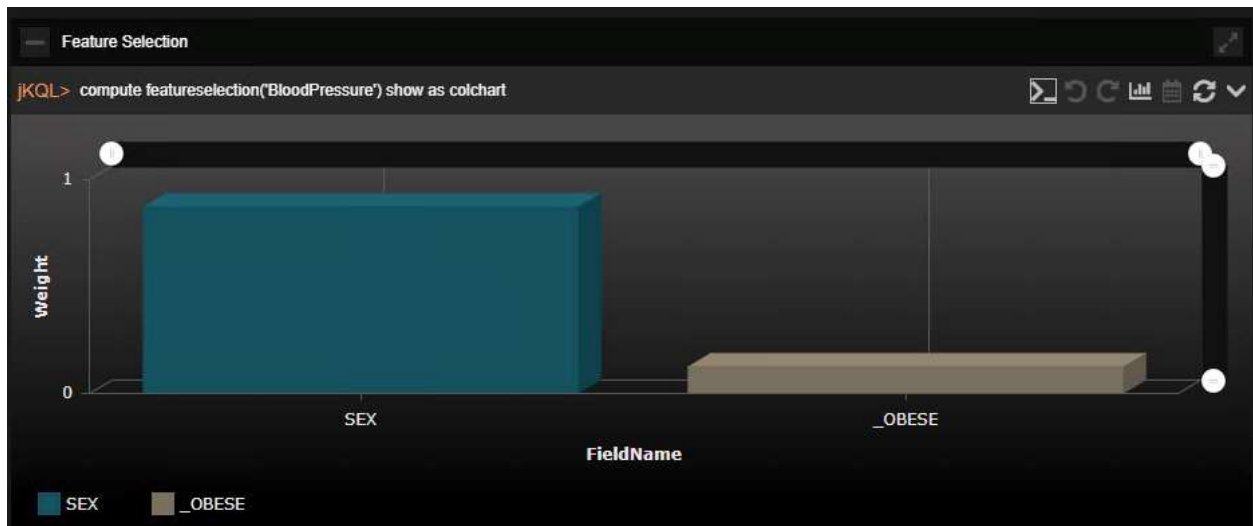 Feature Selection
jKQL> compute featureselection('BloodPressure') show as colchart
1
Weight
0
SEX _OBESE
FieldName
SEX _OBESE